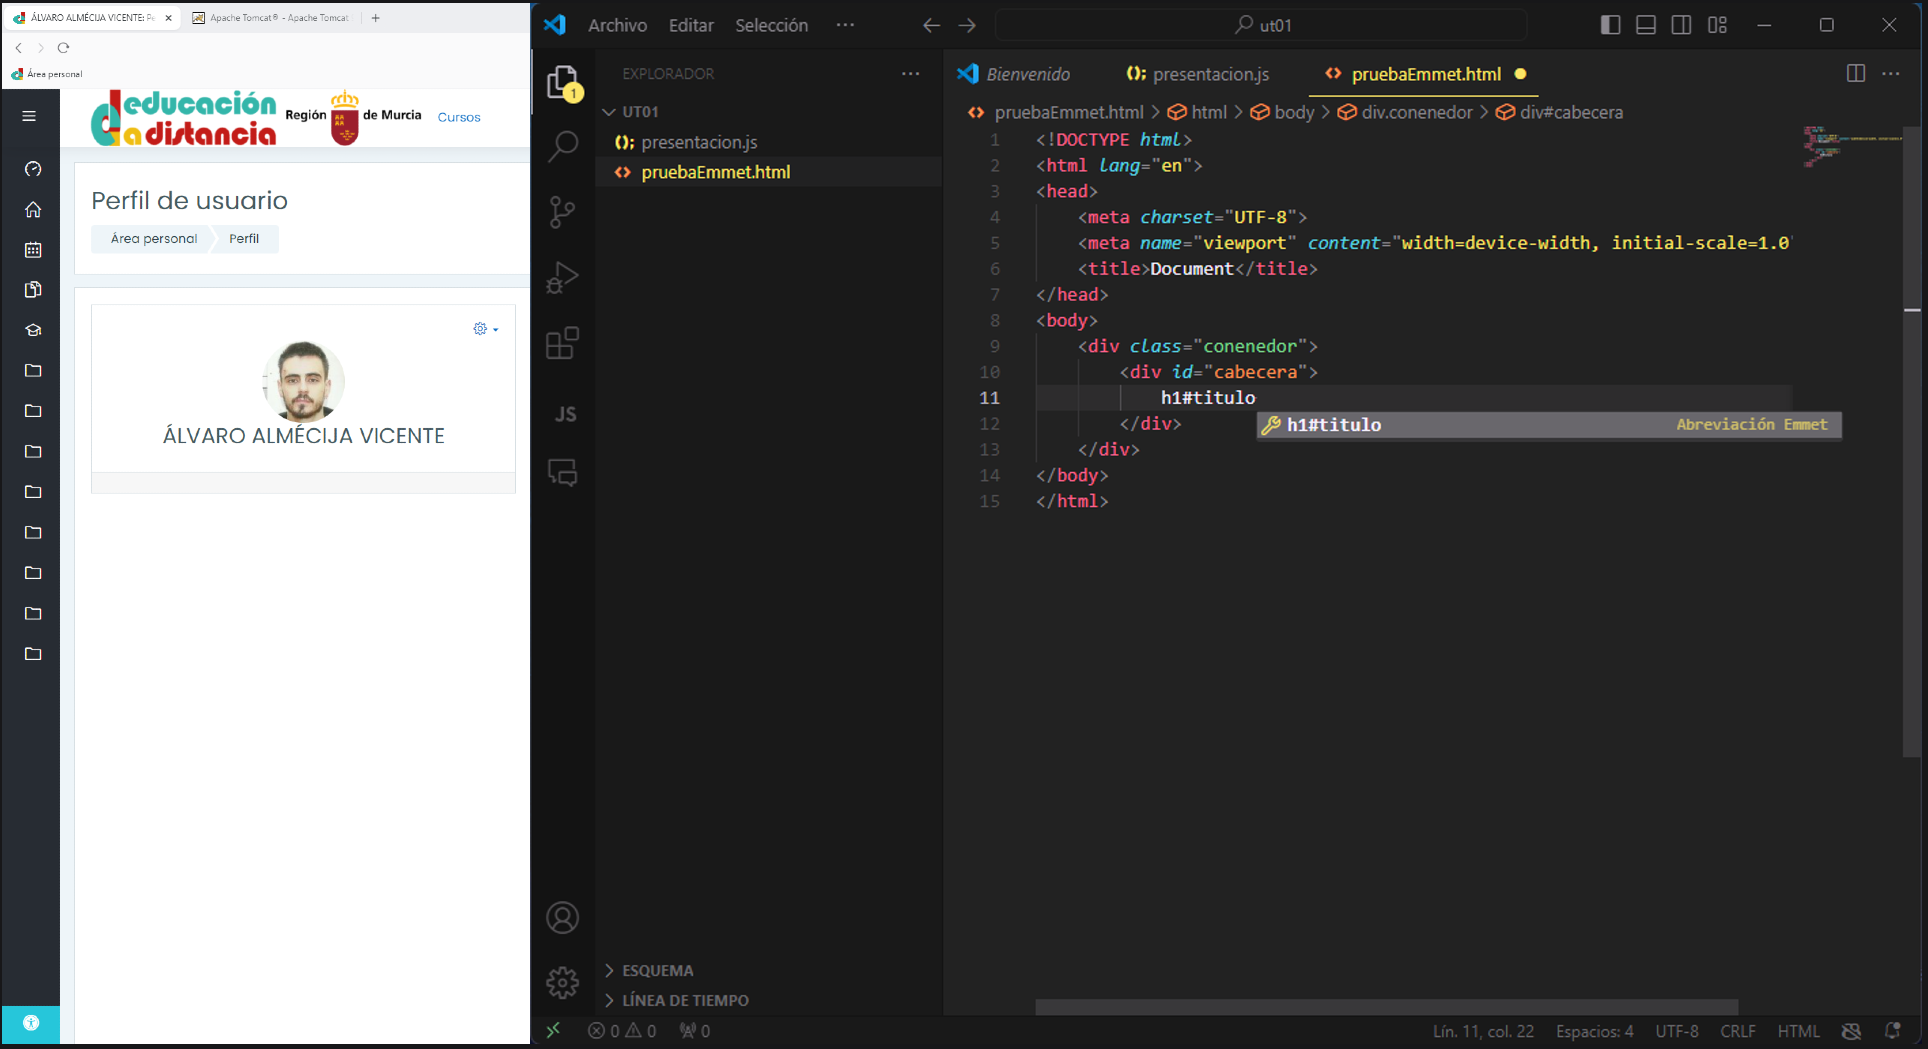 ÁLVARO ALMÉCIJA VICENTE: Pe
Apache Tomcat® - Apache Tomcat
Área personal
educación
a distancia
Región de Murcia
Cursos
Perfil de usuario
Área personal
Perfil
ÁLVARO ALMÉCIJA VICENTE
Archivo Editar Selección ···
ut01
EXPLORADOR
1
UT01
presentacion.js
pruebaEmmet.html
JS
ESQUEMA
LÍNEA DE TIEMPO
Bienvenido
presentacion.js
pruebaEmmet.html
pruebaEmmet.html > html > body > div.conenedor > div#cabecera
1 <!DOCTYPE html>
2 <html lang="en">
3 <head>
4 <meta charset="UTF-8">
5 <meta name="viewport" content="width=device-width, initial-scale=1.0"
6 <title>Document</title>
7 </head>
8 <body>
9 <div class="conenedor">
10 <div id="cabecera">
11 h1#titulo
h1#titulo Abreviación Emmet
12 </div>
13 </div>
14 </body>
15 </html>
0 0 0
Lín. 11, col. 22 Espacios: 4 UTF-8 CRLF HTML